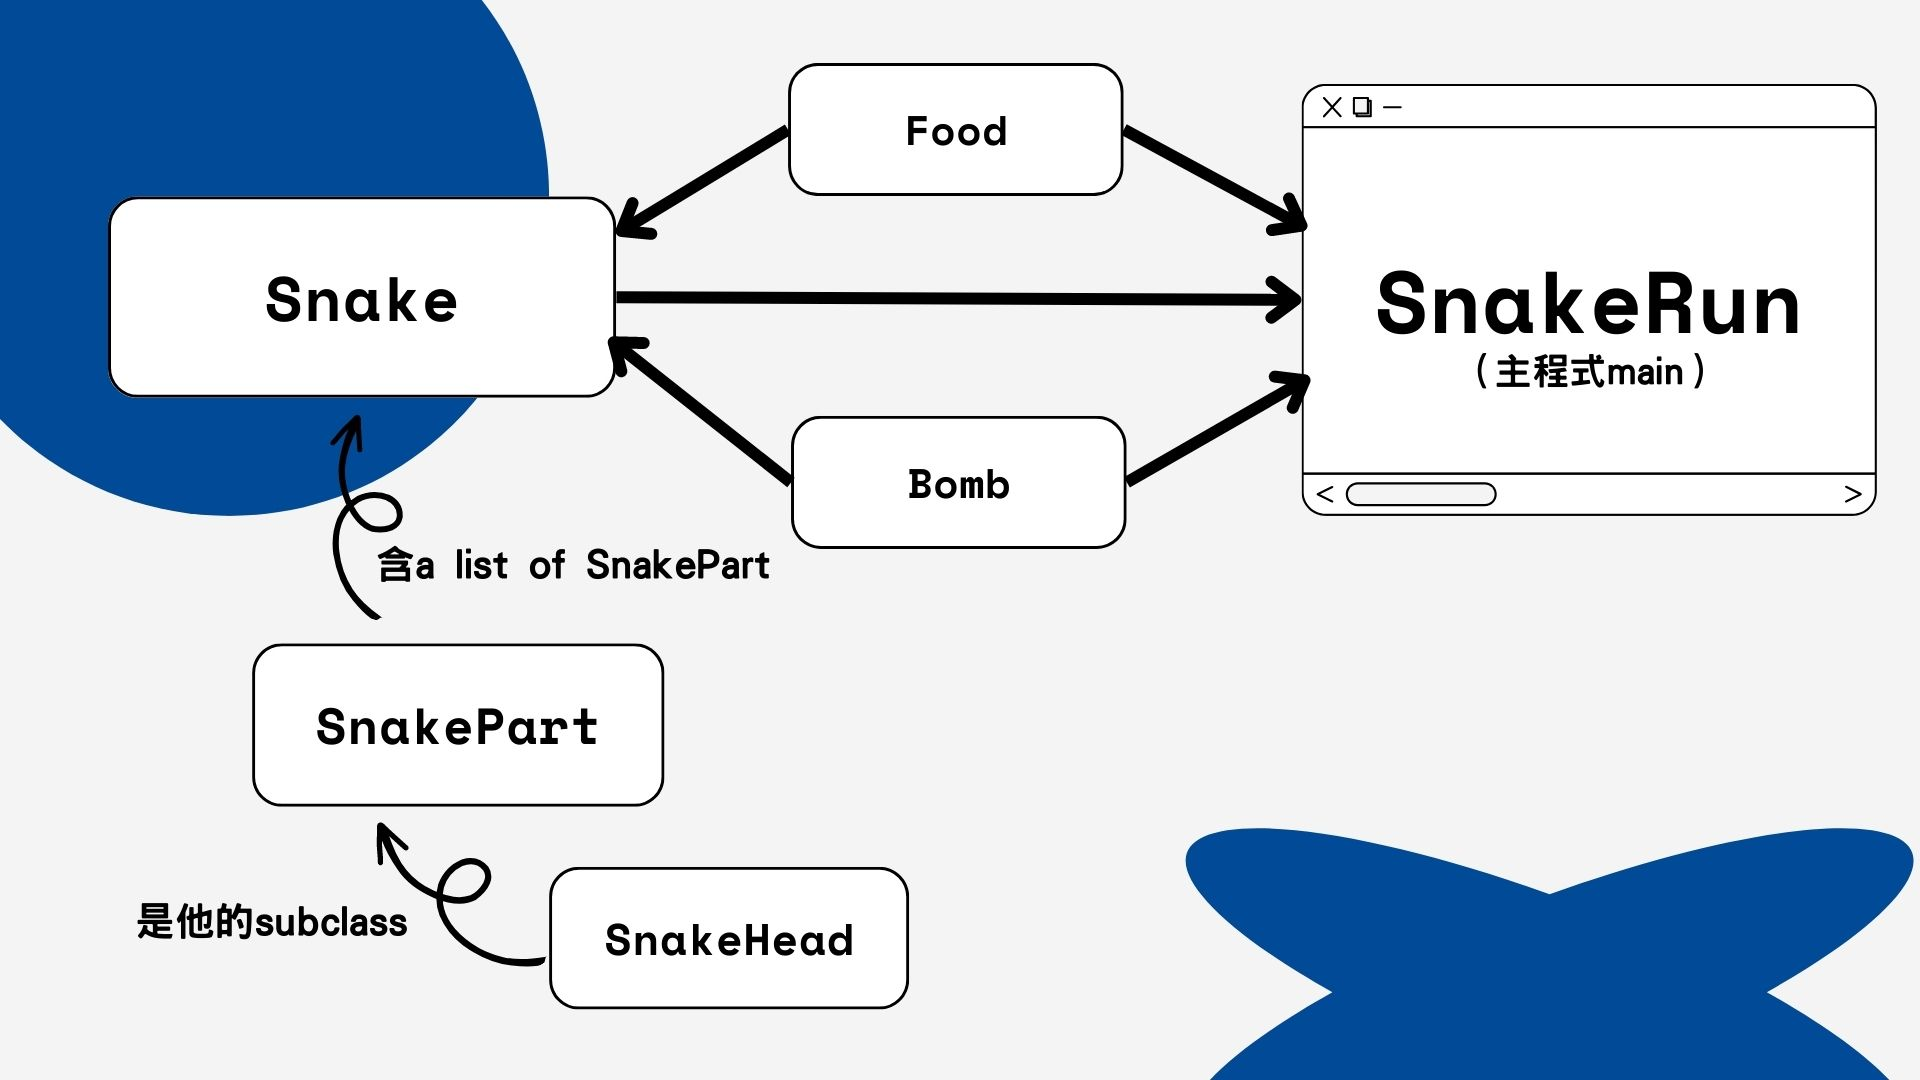 Food
Snake
SnakeRun
（主程式main）
Bomb
含a list of SnakePart
SnakePart
是他的subclass
SnakeHead